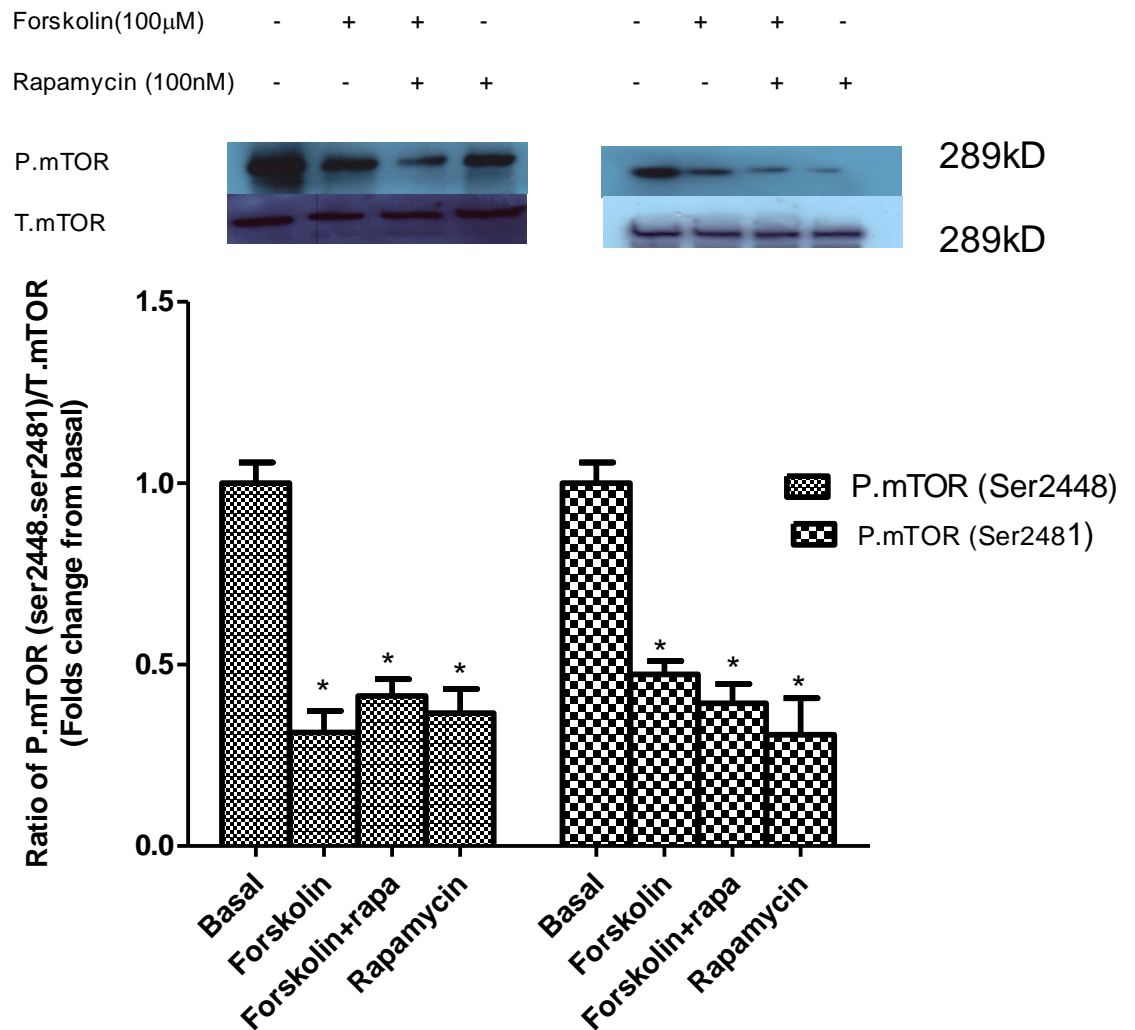 Forskolin(100μM) - + + - - + + -
Rapamycin (100nM) - - + + - - + +
P.mTOR 289kD
T.mTOR 289kD
Ratio of P.mTOR (ser2448.ser2481)/T.mTOR
(Folds change from basal)
1.5
1.0
0.5
0.0
* * * * * *
P.mTOR (Ser2448)
P.mTOR (Ser2481)
Basal Forskolin Forskolin+rapa Rapamycin Basal Forskolin Forskolin+rapa Rapamycin